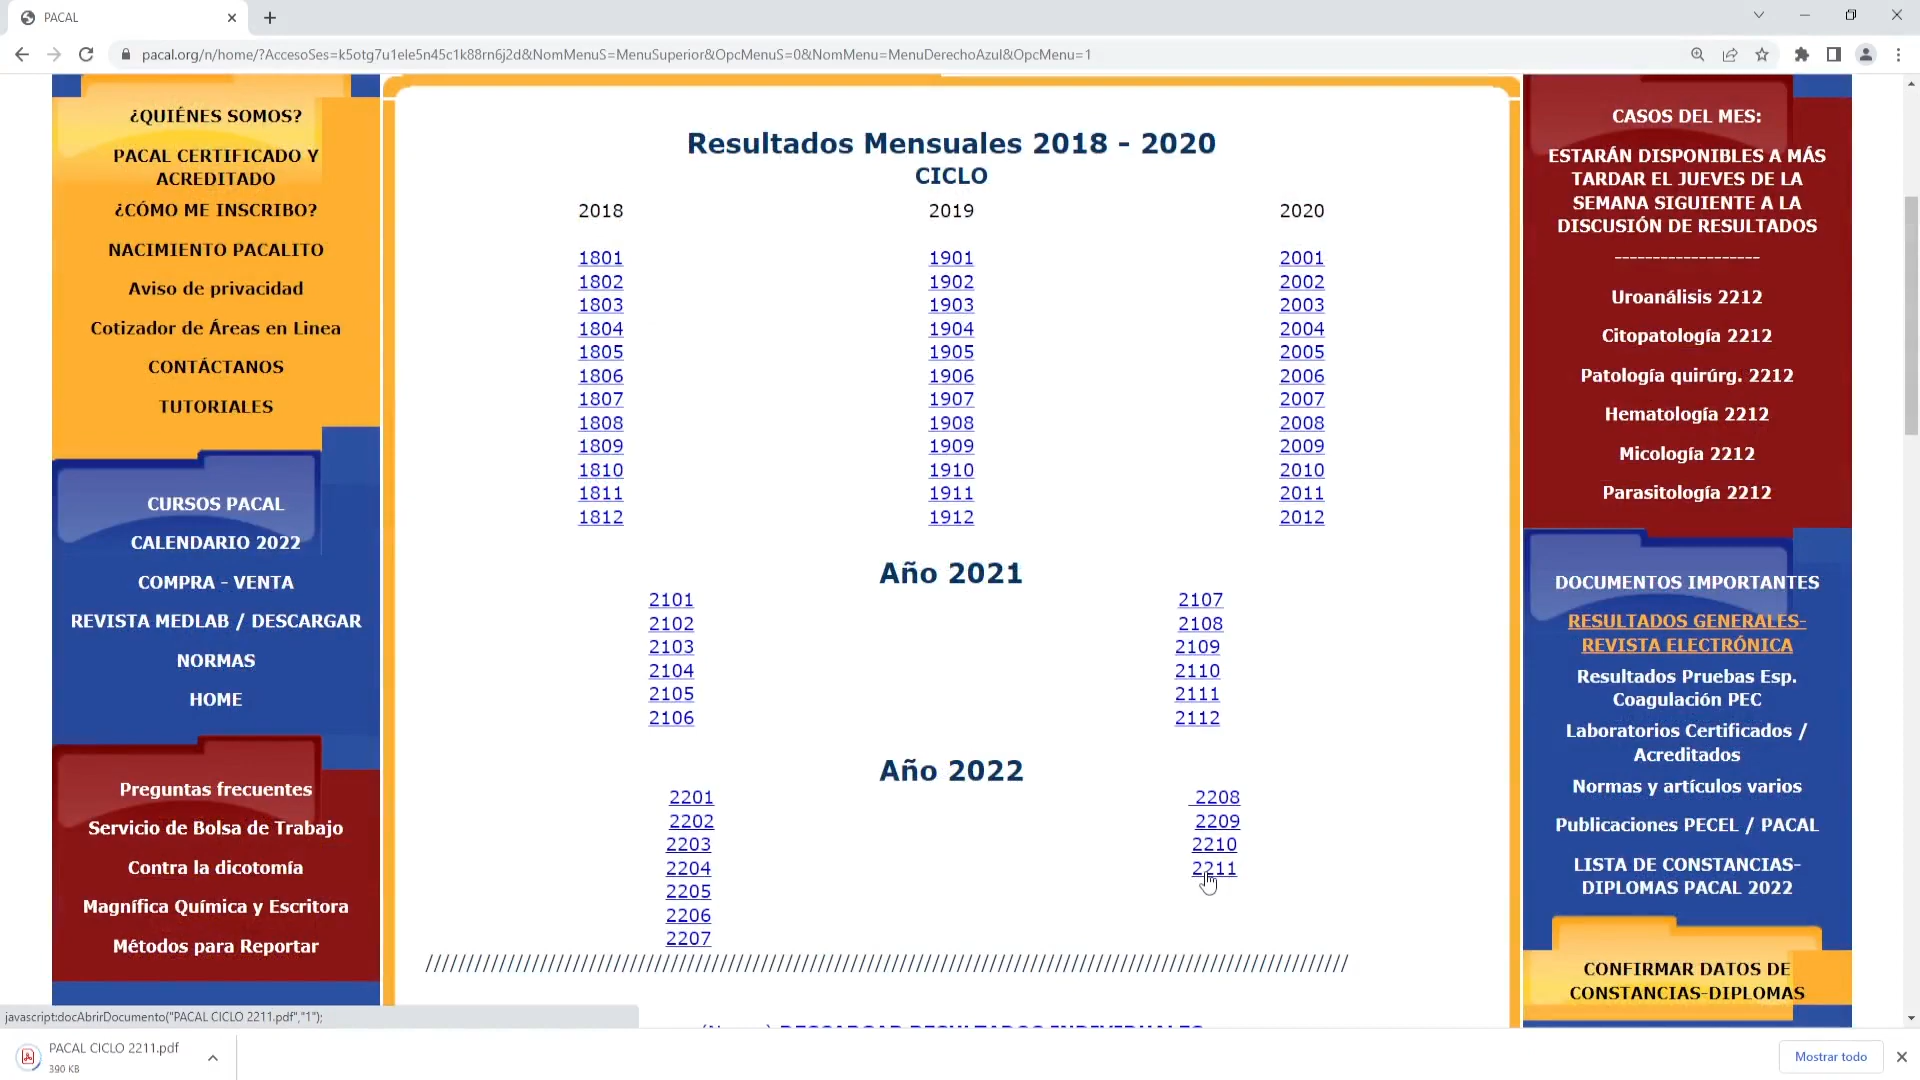 PACAL
pacal.org/n/home/?AccesoSes=k5otg7u1ele5n45c1k88rn6j2d&NomMenuS=MenuSuperior&OpcMenuS=0&NomMenu=MenuDerechoAzul&OpcMenu=1
¿QUIÉNES SOMOS?
PACAL CERTIFICADO Y
ACREDITADO
¿CÓMO ME INSCRIBO?
NACIMIENTO PACALITO
Aviso de privacidad
Cotizador de Áreas en Linea
CONTÁCTANOS
TUTORIALES
CURSOS PACAL
CALENDARIO 2022
COMPRA - VENTA
REVISTA MEDLAB / DESCARGAR
NORMAS
HOME
Preguntas frecuentes
Servicio de Bolsa de Trabajo
Contra la dicotomía
Magnífica Química y Escritora
Métodos para Reportar
Resultados Mensuales 2018 - 2020
CICLO
2018 2019 2020
1801 1901 2001
1802 1902 2002
1803 1903 2003
1804 1904 2004
1805 1905 2005
1806 1906 2006
1807 1907 2007
1808 1908 2008
1809 1909 2009
1810 1910 2010
1811 1911 2011
1812 1912 2012
Año 2021
2101 2107
2102 2108
2103 2109
2104 2110
2105 2111
2106 2112
Año 2022
2201 2208
2202 2209
2203 2210
2204 2211
2205
2206
2207
////////////////////////////////////////////////////////////////////////////////////////////
DESCARGAR RESULTADOS INDIVIDUALES
CASOS DEL MES:
ESTARÁN DISPONIBLES A MÁS
TARDAR EL JUEVES DE LA
SEMANA SIGUIENTE A LA
DISCUSIÓN DE RESULTADOS
-------------------
Uroanálisis 2212
Citopatología 2212
Patología quirúrg. 2212
Hematología 2212
Micología 2212
Parasitología 2212
DOCUMENTOS IMPORTANTES
RESULTADOS GENERALES-
REVISTA ELECTRÓNICA
Resultados Pruebas Esp.
Coagulación PEC
Laboratorios Certificados /
Acreditados
Normas y artículos varios
Publicaciones PECEL / PACAL
LISTA DE CONSTANCIAS-
DIPLOMAS PACAL 2022
CONFIRMAR DATOS DE
CONSTANCIAS-DIPLOMAS
javascript:docAbrirDocumento("PACAL CICLO 2211.pdf","1");
PACAL CICLO 2211.pdf
390 KB
Mostrar todo